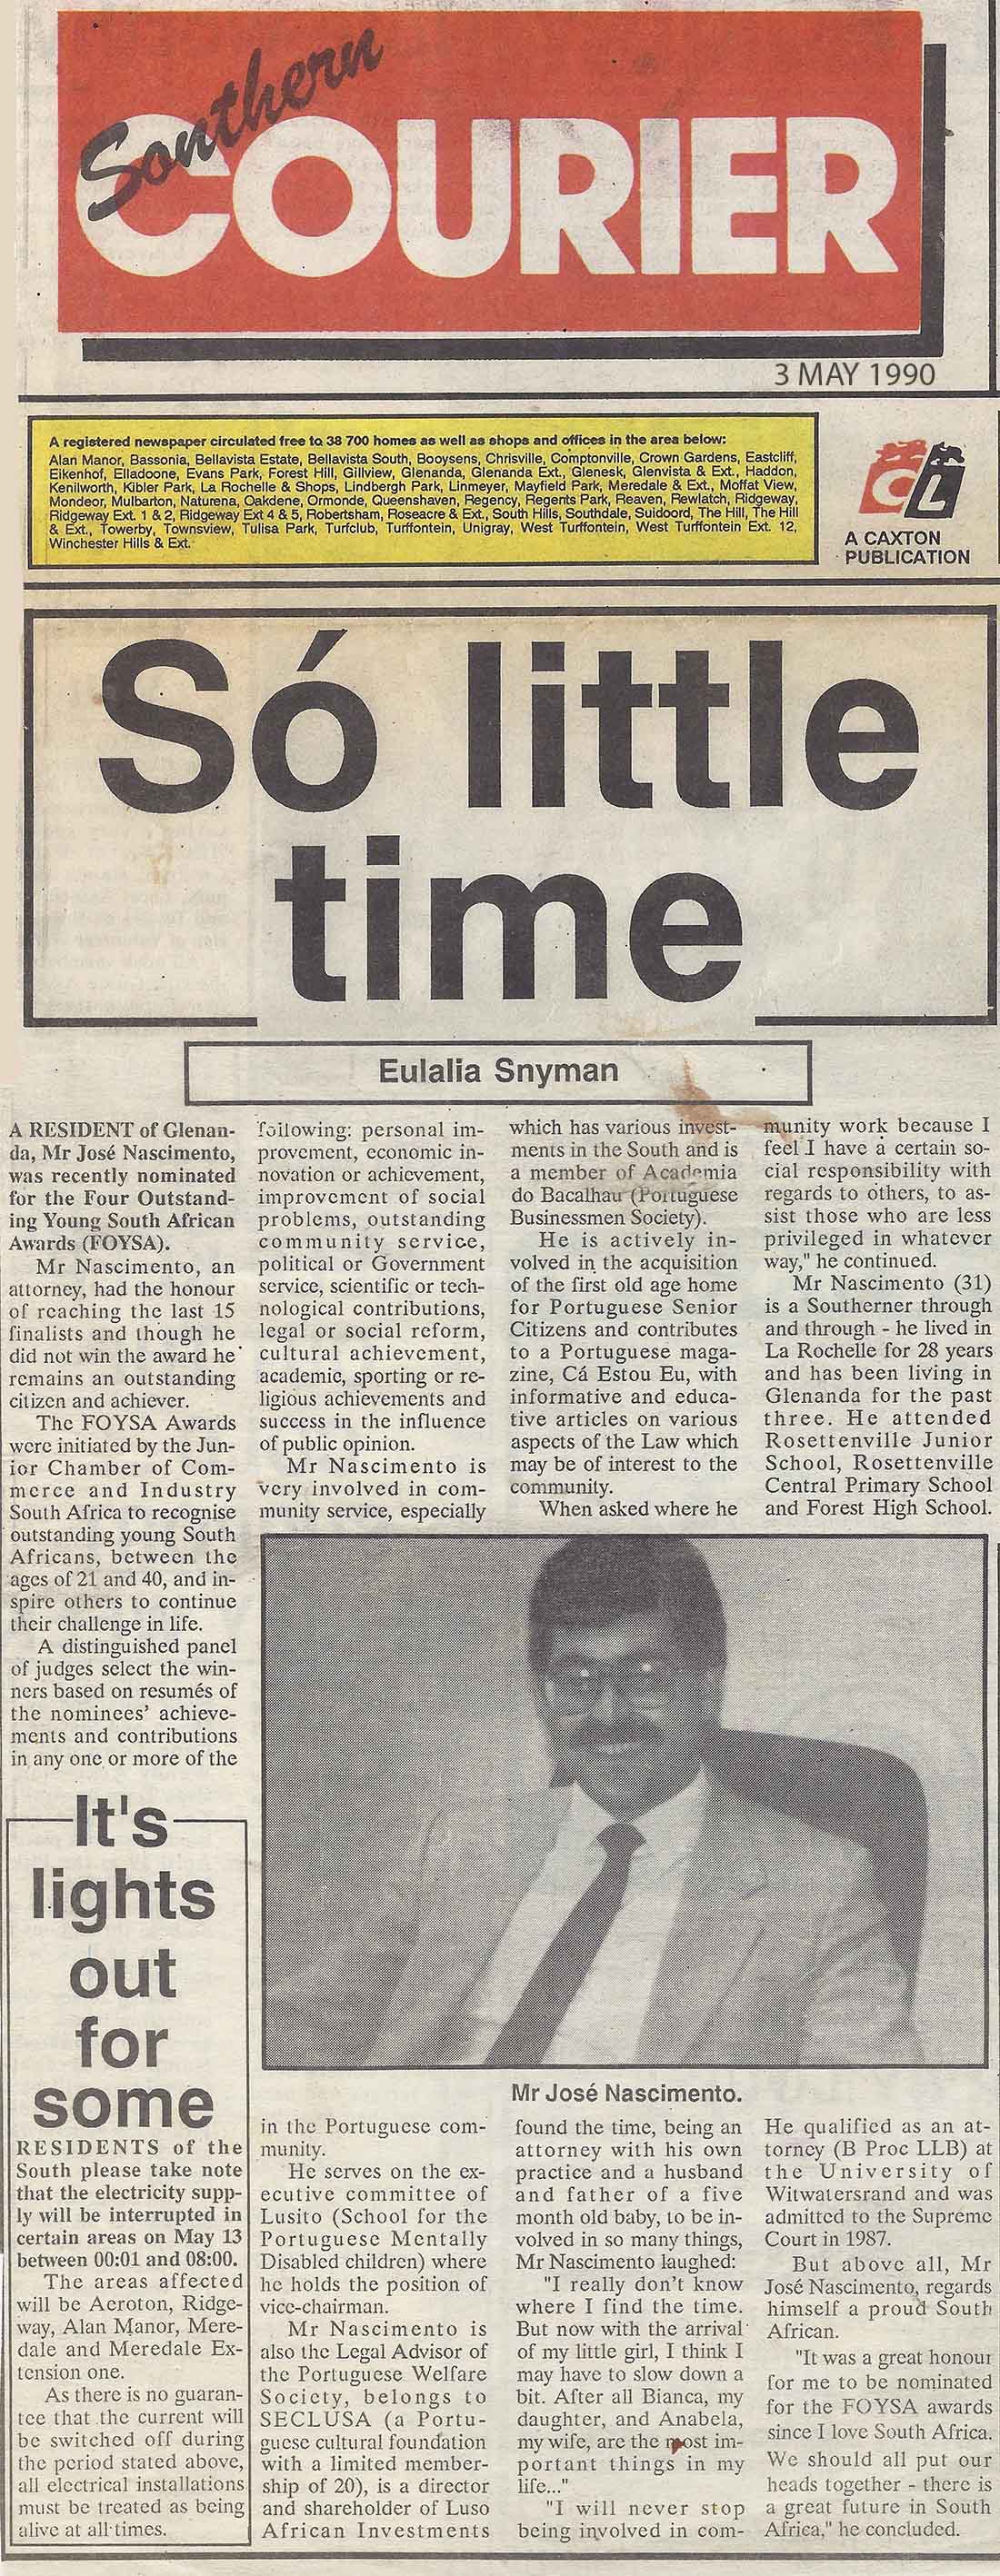 Southern
COURIER
3 MAY 1990
A registered newspaper circulated free to 38 700 homes as well as shops and offices in the area below:
Alan Manor, Bassonia, Bellavista Estate, Bellavista South, Booysens, Chrisville, Comptonville, Crown Gardens, Eastcliff,
Eikenhof, Elladoone, Evans Park, Forest Hill, Gillview, Glenanda, Glenanda Ext., Glenesk, Glenvista & Ext., Haddon,
Kenilworth, Kibler Park, La Rochelle & Shops, Lindbergh Park, Linmeyer, Mayfield Park, Meredale & Ext., Moffat View,
Mondeor, Mulbarton, Naturena, Oakdene, Ormonde, Queenshaven, Regency, Regents Park, Reaven, Rewlatch, Ridgeway,
Ridgeway Ext. 1 & 2, Ridgeway Ext 4 & 5, Robertsham, Roseacre & Ext., South Hills, Southdale, Suidoord, The Hill, The Hill
& Ext., Towerby, Townsview, Tulisa Park, Turfclub, Turffontein, Unigray, West Turffontein, West Turffontein Ext. 12,
Winchester Hills & Ext.
CL
A CAXTON
PUBLICATION
Só little
time
Eulalia Snyman
A RESIDENT of Glenan-
da, Mr José Nascimento,
was recently nominated
for the Four Outstand-
ing Young South African
Awards (FOYSA).
Mr Nascimento, an
attorney, had the honour
of reaching the last 15
finalists and though he
did not win the award he
remains an outstanding
citizen and achiever.
The FOYSA Awards
were initiated by the Jun-
ior Chamber of Com-
merce and Industry
South Africa to recognise
outstanding young South
Africans, between the
ages of 21 and 40, and in-
spire others to continue
their challenge in life.
A distinguished panel
of judges select the win-
ners based on resumés of
the nominees' achieve-
ments and contributions
in any one or more of the
following: personal im-
provement, economic in-
novation or achievement,
improvement of social
problems, outstanding
community service,
political or Government
service, scientific or tech-
nological contributions,
legal or social reform,
cultural achievement,
academic, sporting or re-
ligious achievements and
success in the influence
of public opinion.
Mr Nascimento is
very involved in com-
munity service, especially
in the Portuguese com-
munity.
He serves on the ex-
ecutive committee of
Lusito (School for the
Portuguese Mentally
Disabled children) where
he holds the position of
vice-chairman.
Mr Nascimento is
also the Legal Advisor of
the Portuguese Welfare
Society, belongs to
SECLUSA (a Portu-
guese cultural foundation
with a limited member-
ship of 20), is a director
and shareholder of Luso
African Investments
which has various invest-
ments in the South and is
a member of Academia
do Bacalhau (Portuguese
Businessmen Society).
He is actively in-
volved in the acquisition
of the first old age home
for Portuguese Senior
Citizens and contributes
to a Portuguese maga-
zine, Cá Estou Eu, with
informative and educa-
tive articles on various
aspects of the Law which
may be of interest to the
community.
When asked where he
found the time, being an
attorney with his own
practice and a husband
and father of a five
month old baby, to be in-
volved in so many things,
Mr Nascimento laughed:
"I really don't know
where I find the time.
But now with the arrival
of my little girl, I think I
may have to slow down a
bit. After all Bianca, my
daughter, and Anabela,
my wife, are the most im-
portant things in my
life..."
"I will never stop
being involved in com-
munity work because I
feel I have a certain so-
cial responsibility with
regards to others, to as-
sist those who are less
privileged in whatever
way," he continued.
Mr Nascimento (31)
is a Southerner through
and through - he lived in
La Rochelle for 28 years
and has been living in
Glenanda for the past
three. He attended
Rosettenville Junior
School, Rosettenville
Central Primary School
and Forest High School.
He qualified as an at-
torney (B Proc LLB) at
the University of
Witwatersrand and was
admitted to the Supreme
Court in 1987.
But above all, Mr
José Nascimento, regards
himself a proud South
African.
"It was a great honour
for me to be nominated
for the FOYSA awards
since I love South Africa.
We should all put our
heads together - there is
a great future in South
Africa," he concluded.
Mr José Nascimento.
It's
lights
out
for
some
RESIDENTS of the
South please take note
that the electricity supp-
ly will be interrupted in
certain areas on May 13
between 00:01 and 08:00.
The areas affected
will be Aeroton, Ridge-
way, Alan Manor, Mere-
dale and Meredale Ex-
tension one.
As there is no guaran-
tee that the current will
be switched off during
the period stated above,
all electrical installations
must be treated as being
alive at all times.